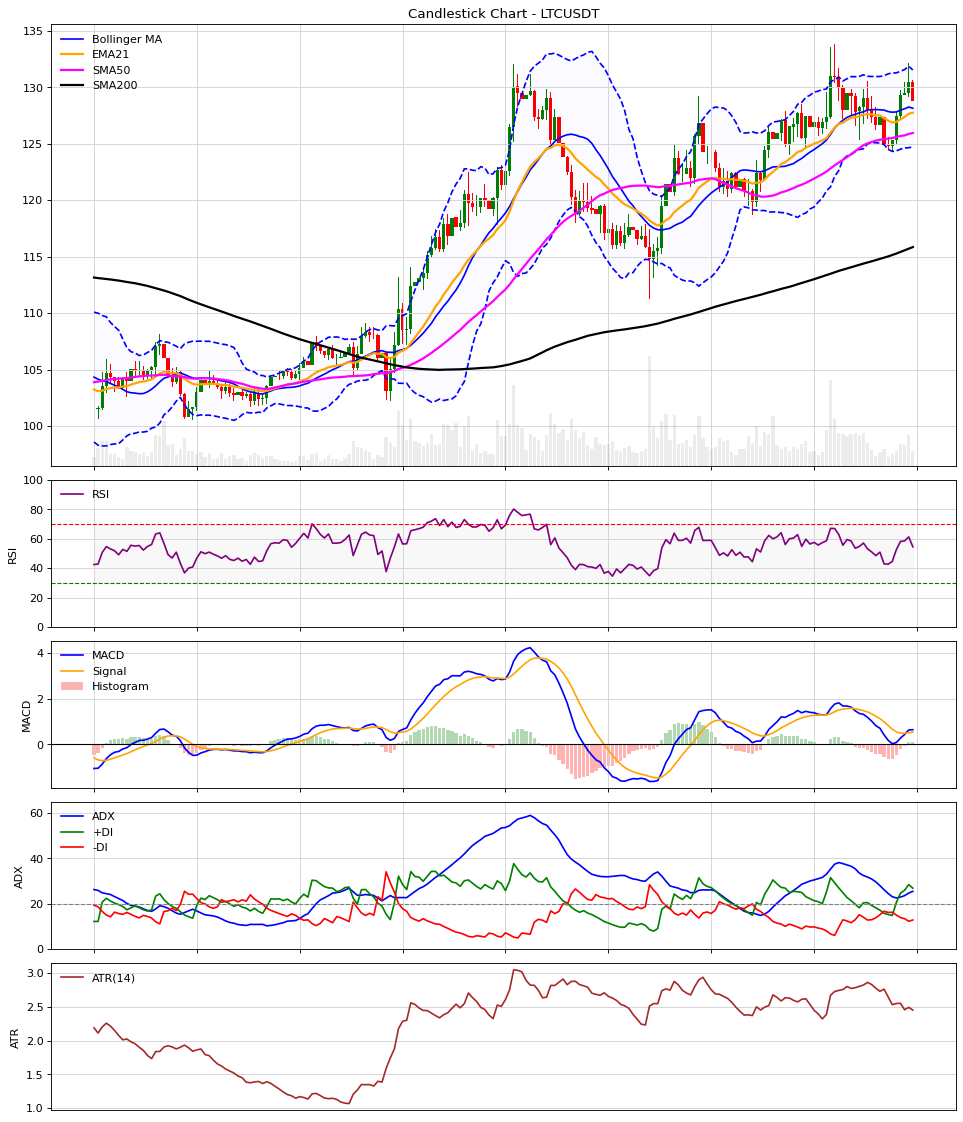 Candlestick Chart - LTCUSDT
135
130
125
120
115
110
105
100
Bollinger MA
EMA21
SMA50
SMA200
100
80
60
40
20
0
RSI
RSI
4
2
0
MACD
MACD
Signal
Histogram
60
40
20
0
ADX
ADX
+DI
-DI
3.0
2.5
2.0
1.5
1.0
ATR
ATR(14)